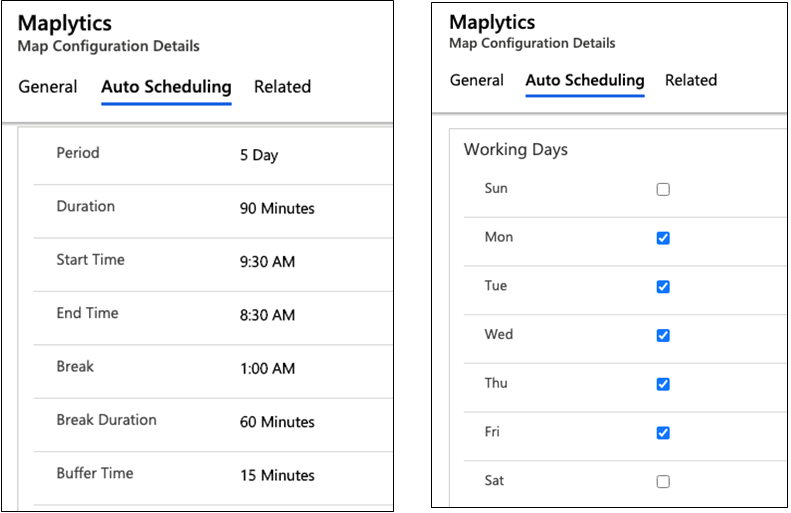 Maplytics
Map Configuration Details
General Auto Scheduling Related
Period 5 Day
Duration 90 Minutes
Start Time 9:30 AM
End Time 8:30 AM
Break 1:00 AM
Break Duration 60 Minutes
Buffer Time 15 Minutes
Maplytics
Map Configuration Details
General Auto Scheduling Related
Working Days
Sun
Mon
Tue
Wed
Thu
Fri
Sat